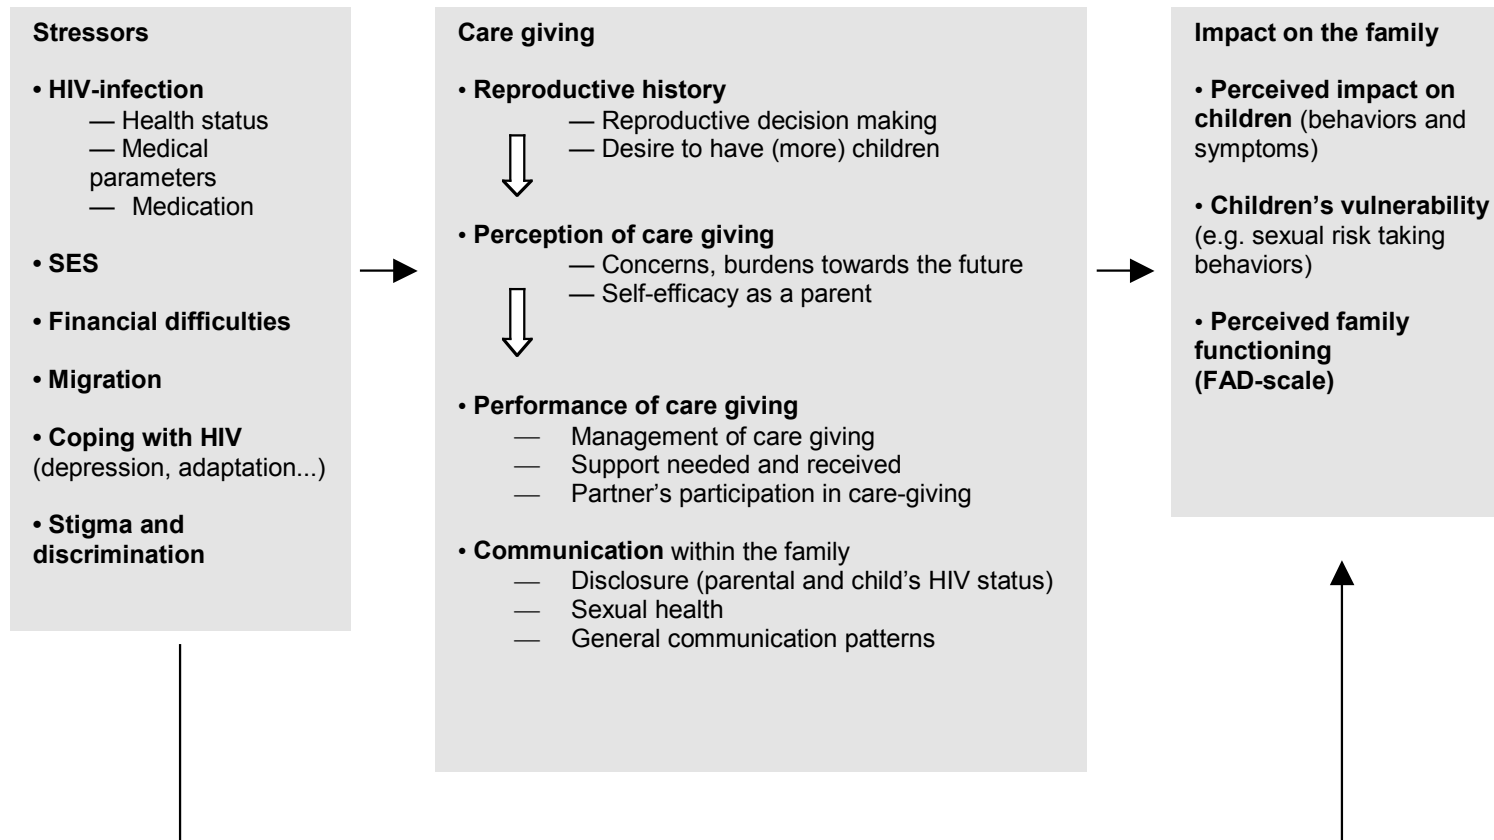 Stressors
• HIV-infection
— Health status
— Medical
parameters
— Medication
• SES
• Financial difficulties
• Migration
• Coping with HIV
(depression, adaptation...)
• Stigma and
discrimination
Care giving
• Reproductive history
— Reproductive decision making
— Desire to have (more) children
• Perception of care giving
— Concerns, burdens towards the future
— Self-efficacy as a parent
• Performance of care giving
— Management of care giving
— Support needed and received
— Partner’s participation in care-giving
• Communication within the family
— Disclosure (parental and child’s HIV status)
— Sexual health
— General communication patterns
Impact on the family
• Perceived impact on
children (behaviors and
symptoms)
• Children’s vulnerability
(e.g. sexual risk taking
behaviors)
• Perceived family
functioning
(FAD-scale)